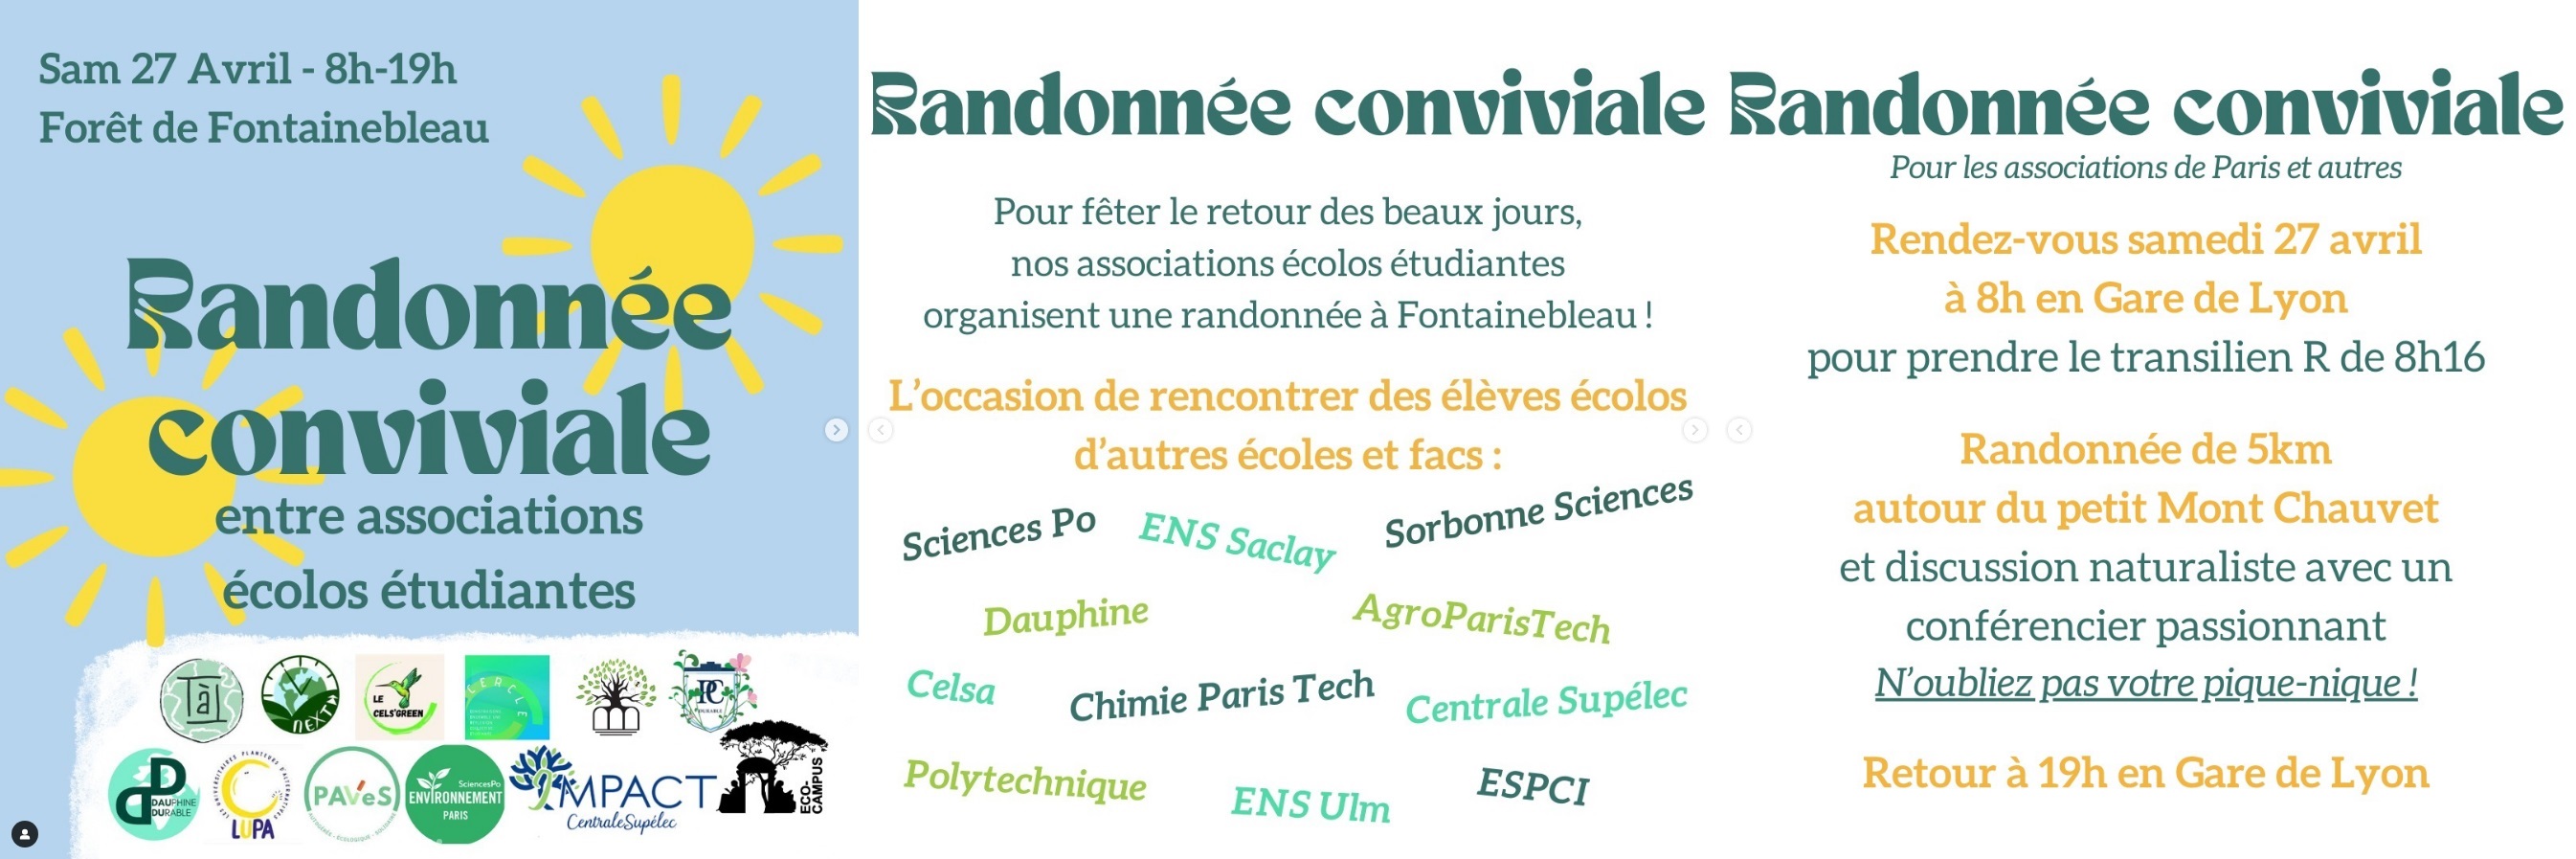 Sam 27 Avril - 8h-19h
Forêt de Fontainebleau
Randonnée
conviviale
entre associations
écolos étudiantes
Tà
NEXTH
LE
CELS'GREEN
CERCLE
PC
DURABLE
DD
DAUPHINE
DURABLE
LUPA
PAVéS
SciencesPo
ENVIRONNEMENT
PARIS
IMPACT
CentraleSupélec
ECO-
CAMPUS
Randonnée conviviale
Pour fêter le retour des beaux jours,
nos associations écolos étudiantes
organisent une randonnée à Fontainebleau !
L'occasion de rencontrer des élèves écolos
d'autres écoles et facs :
Sciences Po
ENS Saclay
Sorbonne Sciences
Dauphine
AgroParisTech
Celsa
Chimie Paris Tech
Centrale Supélec
Polytechnique
ENS Ulm
ESPCI
Randonnée conviviale
Pour les associations de Paris et autres
Rendez-vous samedi 27 avril
à 8h en Gare de Lyon
pour prendre le transilien R de 8h16
Randonnée de 5km
autour du petit Mont Chauvet
et discussion naturaliste avec un
conférencier passionnant
N'oubliez pas votre pique-nique !
Retour à 19h en Gare de Lyon